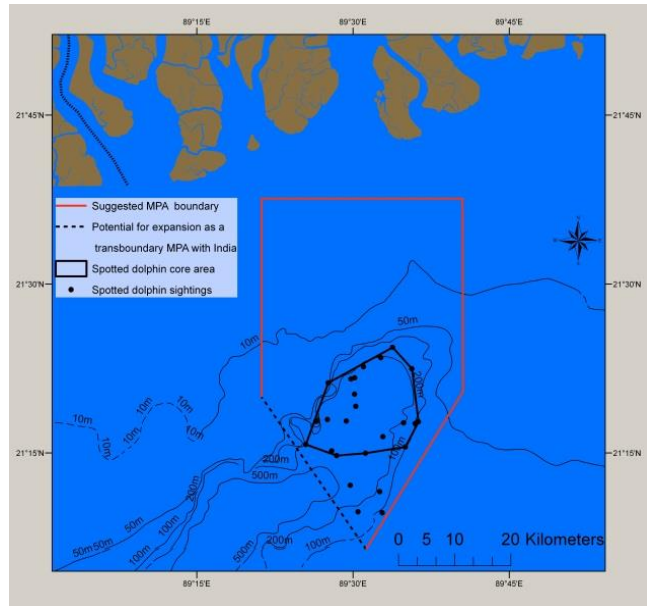 89°15'E 89°30'E 89°45'E
21°45'N 21°45'N
Suggested MPA boundary
Potential for expansion as a
transboundary MPA with India
Spotted dolphin core area
Spotted dolphin sightings
21°30'N 21°30'N
10m
50m
10m
200m
10m
10m
10m
10m
21°15'N 21°15'N
100m
200m
500m
200m
50m 50m
100m
500m
200m
100m
0 5 10 20 Kilometers
89°15'E 89°30'E 89°45'E